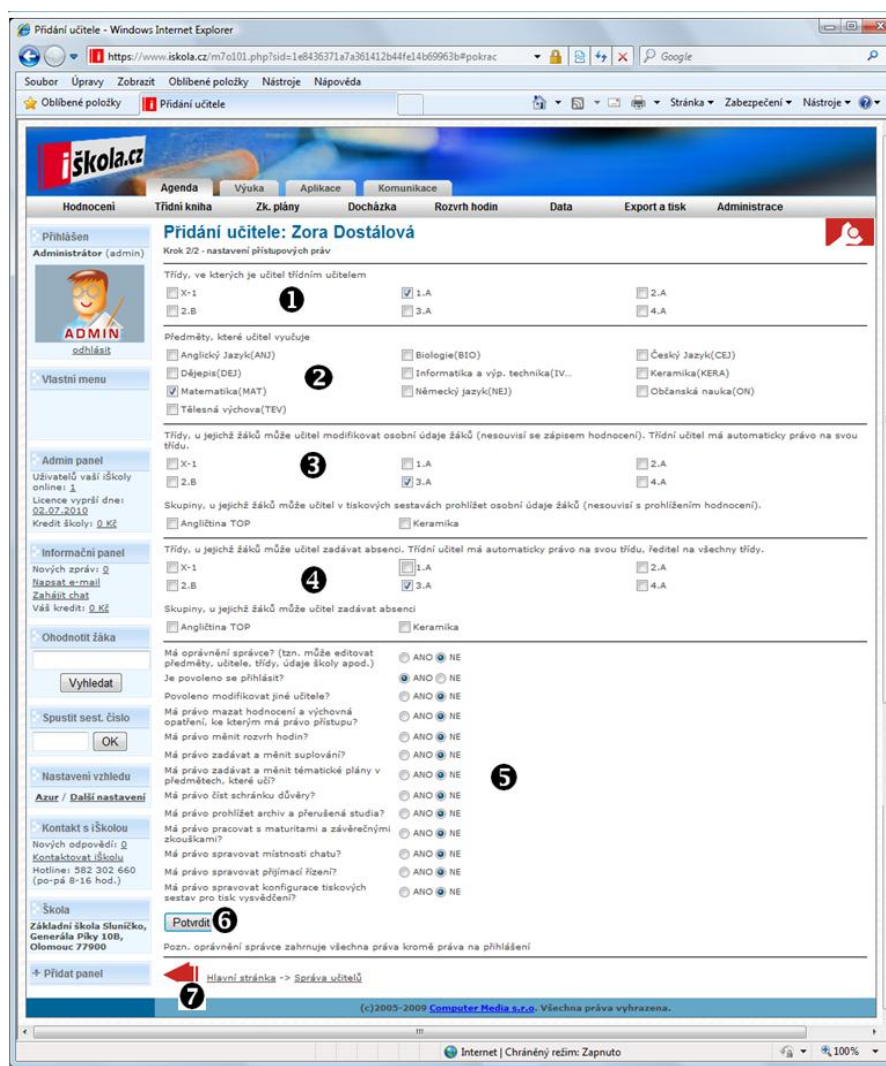 Přidání učitele - Windows Internet Explorer
https://www.iskola.cz/m7o101.php?sid=1e8436371a7a361412b44fe14b69963b#pokrac
Google
Soubor Úpravy Zobrazit Oblíbené položky Nástroje Nápověda
Oblíbené položky Přidání učitele Stránka Zabezpečení Nástroje
iškola.cz
Agenda Výuka Aplikace Komunikace
Hodnocení Třídní kniha Zk. plány Docházka Rozvrh hodin Data Export a tisk Administrace
Přihlášen
Administrátor (admin)
ADMIN
odhlásit
Vlastní menu
Admin panel
Uživatelů vaší iŠkoly
online: 1
Licence vyprší dne:
02.07.2010
Kredit školy: 0 Kč
Informační panel
Nových zpráv: 0
Napsat e-mail
Zahájit chat
Váš kredit: 0 Kč
Ohodnotit žáka
Vyhledat
Spustit sest. číslo
OK
Nastavení vzhledu
Azur / Další nastavení
Kontakt s iŠkolou
Nových odpovědí: 0
Kontaktovat iŠkolu
Hotline: 582 302 660
(po-pá 8-16 hod.)
Škola
Základní škola Sluníčko,
Generála Píky 10B,
Olomouc 77900
+ Přidat panel
Přidání učitele: Zora Dostálová
Krok 2/2 - nastavení přístupových práv
Třídy, ve kterých je učitel třídním učitelem
X-1 1.A 2.A
1
2.B 3.A 4.A
Předměty, které učitel vyučuje
Anglický Jazyk(ANJ) Biologie(BIO) Český Jazyk(CEJ)
Dějepis(DEJ) 2 Informatika a výp. technika(IV... Keramika(KERA)
Matematika(MAT) Německý jazyk(NEJ) Občanská nauka(ON)
Tělesná výchova(TEV)
Třídy, u jejichž žáků může učitel modifikovat osobní údaje žáků (nesouvisí se zápisem hodnocení). Třídní učitel má automaticky právo na svou
třídu.
X-1 3 1.A 2.A
2.B 3.A 4.A
Skupiny, u jejichž žáků může učitel v tiskových sestavách prohlížet osobní údaje žáků (nesouvisí s prohlížením hodnocení).
Angličtina TOP Keramika
Třídy, u jejichž žáků může učitel zadávat absenci. Třídní učitel má automaticky právo na svou třídu, ředitel na všechny třídy.
X-1 1.A 2.A
2.B 4 3.A 4.A
Skupiny, u jejichž žáků může učitel zadávat absenci
Angličtina TOP Keramika
Má oprávnění správce? (tzn. může editovat
předměty, učitele, třídy, údaje školy apod.) ANO NE
Je povoleno se přihlásit? ANO NE
Povoleno modifikovat jiné učitele? ANO NE
Má právo mazat hodnocení a výchovná
opatření, ke kterým má právo přístupu? ANO NE
Má právo měnit rozvrh hodin? ANO NE
Má právo zadávat a měnit suplování? ANO NE
5
Má právo zadávat a měnit tématické plány v
předmětech, které učí? ANO NE
Má právo číst schránku důvěry? ANO NE
Má právo prohlížet archiv a přerušená studia? ANO NE
Má právo pracovat s maturitami a závěrečnými
zkouškami? ANO NE
Má právo spravovat místnosti chatu? ANO NE
Má právo spravovat přijímací řízení? ANO NE
Má právo spravovat konfigurace tiskových
sestav pro tisk vysvědčení? ANO NE
Potvrdit 6
Pozn. oprávnění správce zahrnuje všechna práva kromě práva na přihlášení
Hlavní stránka -> Správa učitelů
7
(c)2005-2009 Computer Media s.r.o. Všechna práva vyhrazena.
Internet | Chráněný režim: Zapnuto 100%